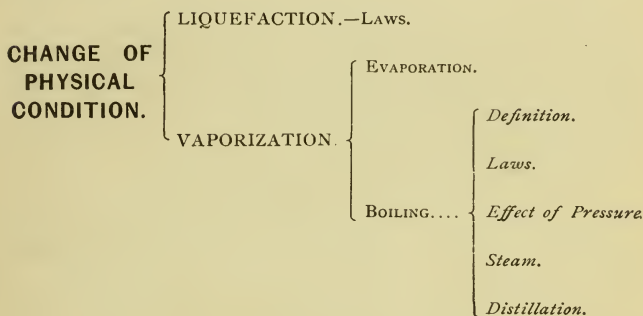 LIQUEFACTION.—LAWS.
CHANGE OF
PHYSICAL
CONDITION.
EVAPORATION.
VAPORIZATION.
Definition.
Laws.
BOILING....
Effect of Pressure.
Steam.
Distillation.